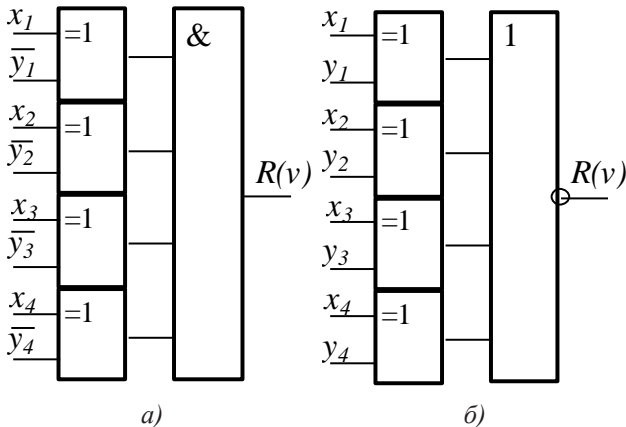 x₁ =1 &
y̅₁
x₂ =1
y̅₂
x₃ =1
y̅₃
x₄ =1
y̅₄
R(v)
а)
x₁ =1 1
y₁
x₂ =1
y₂
x₃ =1
y₃
x₄ =1
y₄
R(v)
б)